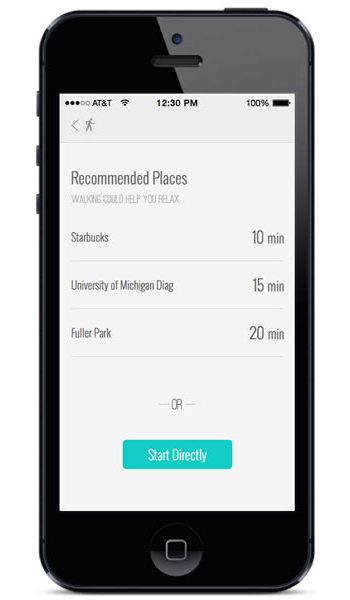 AT&T 12:30 PM 100%
Recommended Places
WALKING COULD HELP YOU RELAX.
Starbucks 10 min
University of Michigan Diag 15 min
Fuller Park 20 min
OR
Start Directly